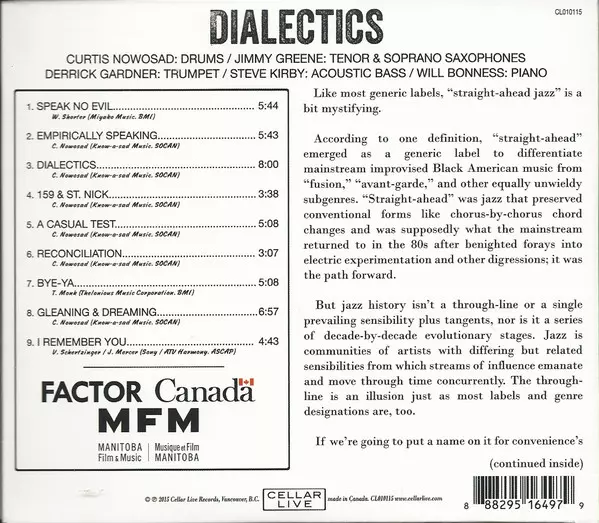 DIALECTICS
CL010115
CURTIS NOWOSAD: DRUMS / JIMMY GREENE: TENOR & SOPRANO SAXOPHONES
DERRICK GARDNER: TRUMPET / STEVE KIRBY: ACOUSTIC BASS / WILL BONNESS: PIANO
1. SPEAK NO EVIL 5:44
W. Shorter (Miyako Music. BMI)
2. EMPIRICALLY SPEAKING 5:43
C. Nowosad (Know-a-sad Music. SOCAN)
3. DIALECTICS 8:00
C. Nowosad (Know-a-sad Music. SOCAN)
4. 159 & ST. NICK 3:38
C. Nowosad (Know-a-sad Music. SOCAN)
5. A CASUAL TEST 5:08
C. Nowosad (Know-a-sad Music. SOCAN)
6. RECONCILIATION 3:07
C. Nowosad (Know-a-sad Music. SOCAN)
7. BYE-YA 5:08
T. Monk (Thelonious Music Corporation. BMI)
8. GLEANING & DREAMING 6:57
C. Nowosad (Know-a-sad Music. SOCAN)
9. I REMEMBER YOU 4:43
V. Schertzinger / J. Mercer (Sony / ATV Harmony. ASCAP)
FACTOR Canada
MFM
MANITOBA
Film & Music
Musique et Film
MANITOBA
Like most generic labels, “straight-ahead jazz” is a
bit mystifying.
According to one definition, “straight-ahead”
emerged as a generic label to differentiate
mainstream improvised Black American music from
“fusion,” “avant-garde,” and other equally unwieldy
subgenres. “Straight-ahead” was jazz that preserved
conventional forms like chorus-by-chorus chord
changes and was supposedly what the mainstream
returned to in the 80s after benighted forays into
electric experimentation and other digressions; it
was the path forward.
But jazz history isn’t a through-line or a single
prevailing sensibility plus tangents, nor is it a series
of decade-by-decade evolutionary stages. Jazz is
communities of artists with differing but related
sensibilities from which streams of influence emanate
and move through time concurrently. The through-
line is an illusion just as most labels and genre
designations are, too.
If we’re going to put a name on it for convenience’s
(continued inside)
© ℗ 2015 Cellar Live Records, Vancouver, B.C.
CELLAR
LIVE
made in Canada. CL010115 www.cellarlive.com
8 88295 16497 9